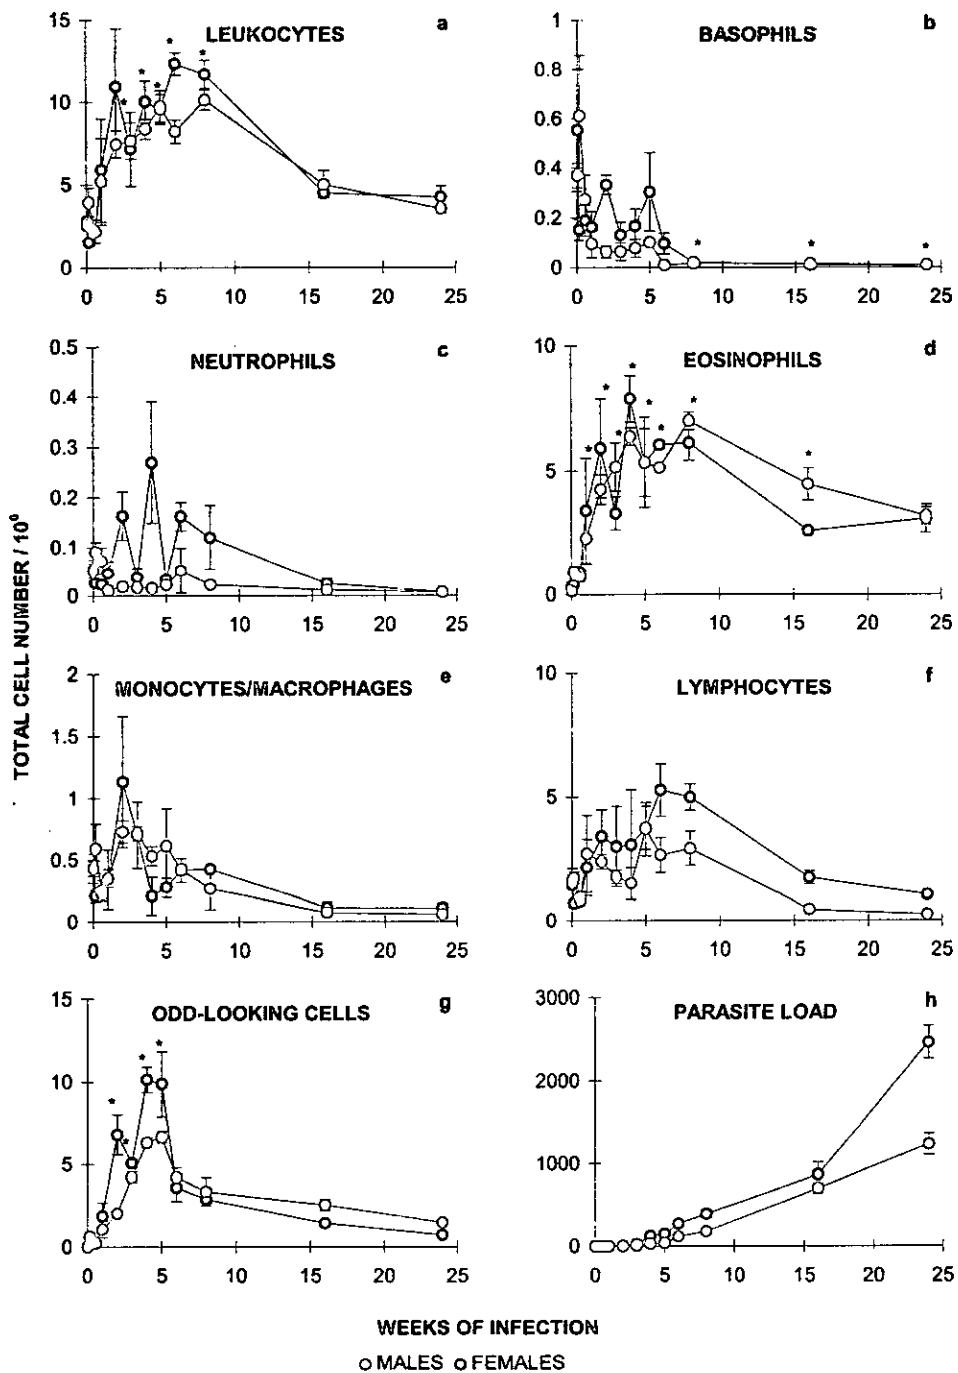 LEUKOCYTES a
15
10
5
0
0 5 10 15 20 25
BASOPHILS b
1
0.8
0.6
0.4
0.2
0
0 5 10 15 20 25
NEUTROPHILS c
0.5
0.4
0.3
0.2
0.1
0
0 5 10 15 20 25
EOSINOPHILS d
10
5
0
0 5 10 15 20 25
MONOCYTES/MACROPHAGES e
2
1.5
1
0.5
0
0 5 10 15 20 25
LYMPHOCYTES f
10
5
0
0 5 10 15 20 25
ODD-LOOKING CELLS g
15
10
5
0
0 5 10 15 20 25
PARASITE LOAD h
3000
2000
1000
0
0 5 10 15 20 25
TOTAL CELL NUMBER / 10⁶
WEEKS OF INFECTION
MALES FEMALES